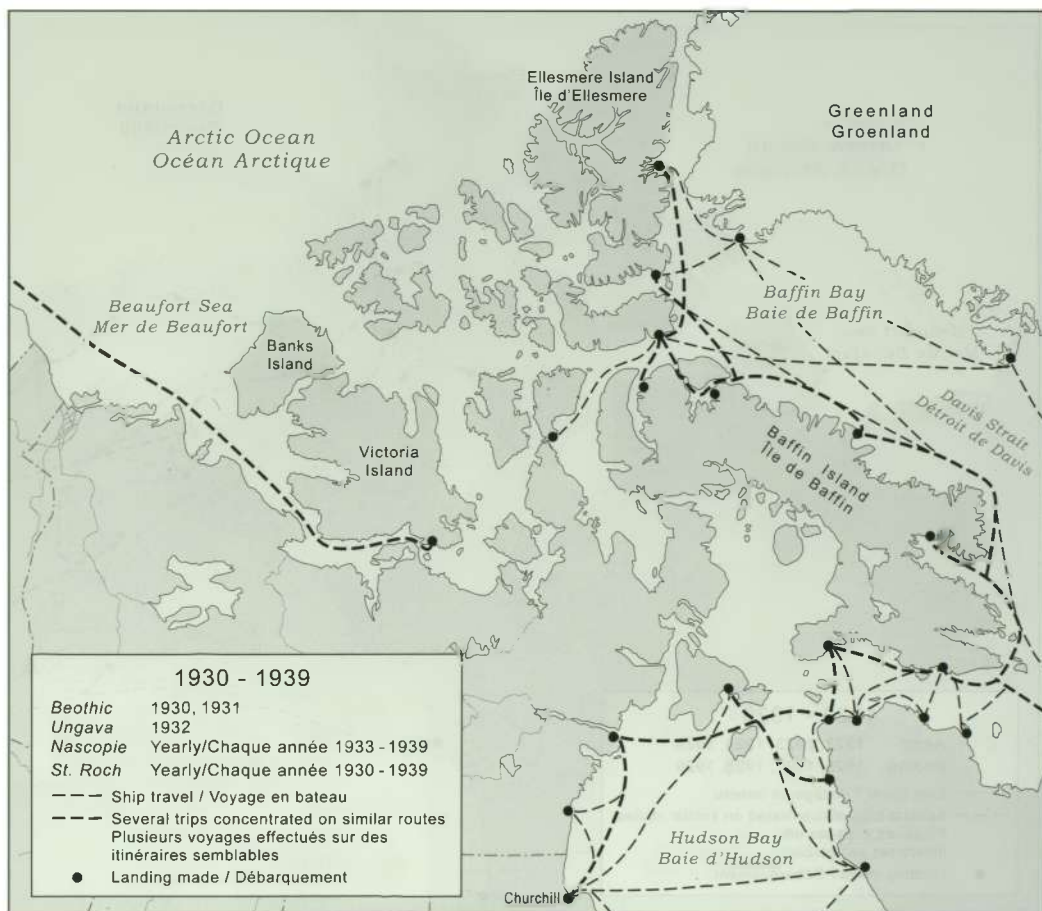 Ellesmere Island
Île d'Ellesmere
Greenland
Groenland
Arctic Ocean
Océan Arctique
Beaufort Sea
Mer de Beaufort
Baffin Bay
Baie de Baffin
Banks
Island
Davis Strait
Détroit de Davis
Victoria
Island
Baffin Island
Île de Baffin
Hudson Bay
Baie d'Hudson
Churchill
1930 - 1939
Beothic 1930, 1931
Ungava 1932
Nascopie Yearly/Chaque année 1933 - 1939
St. Roch Yearly/Chaque année 1930 - 1939
Ship travel / Voyage en bateau
Several trips concentrated on similar routes
Plusieurs voyages effectués sur des
itinéraires semblables
Landing made / Débarquement